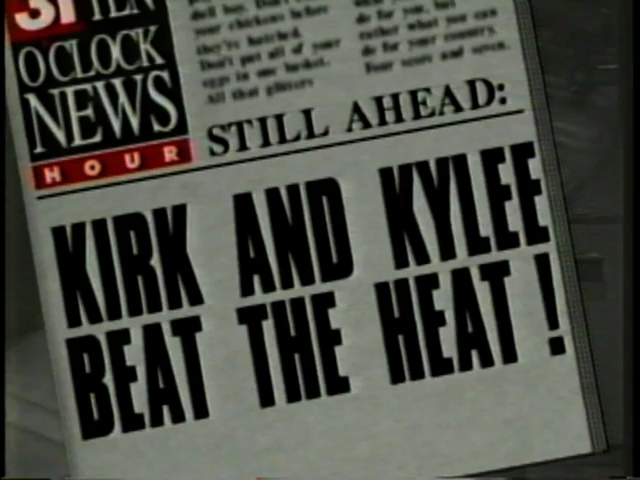 31 TEN
O'CLOCK
NEWS
HOUR
your chickens before
they're hatched.
Don't put all of your
eggs in one basket.
All that glitters
do for you, but
rather what you can
do for your country.
Four score and seven.
STILL AHEAD:
KIRK AND KYLEE
BEAT THE HEAT!